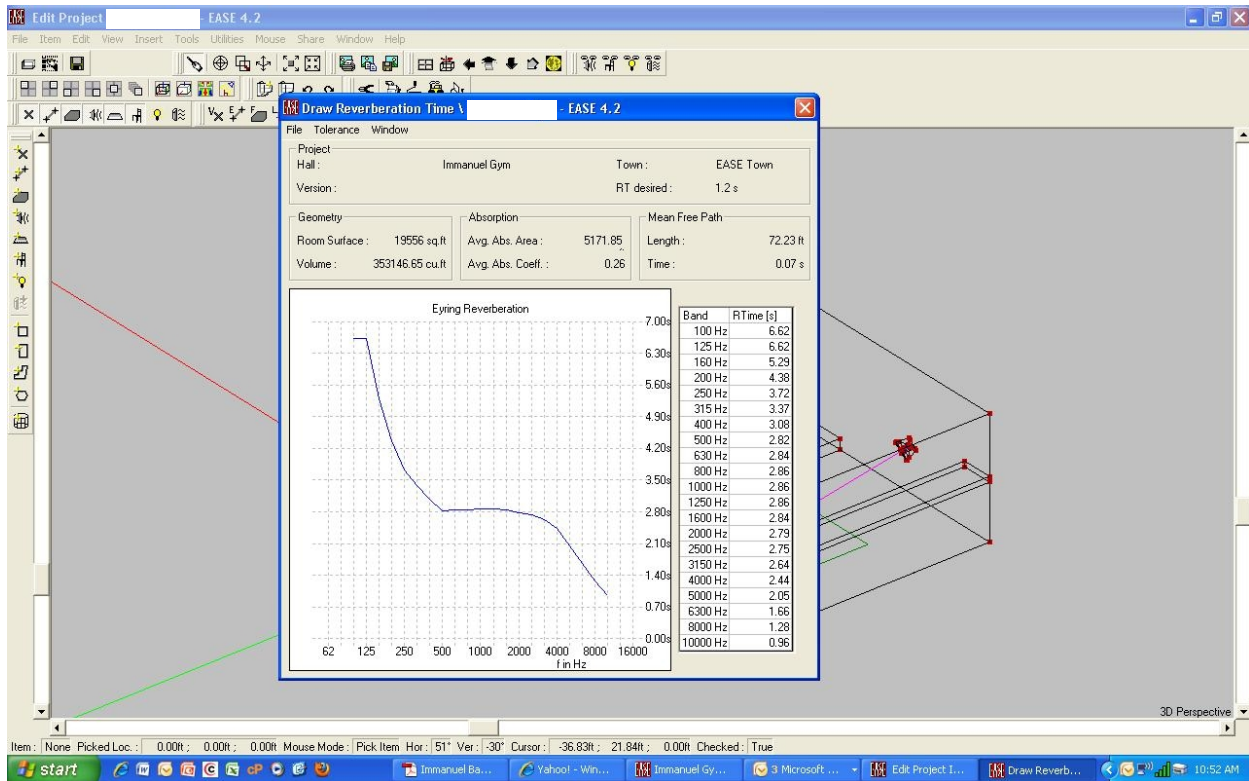 Edit Project - EASE 4.2
File Item Edit View Insert Tools Utilities Mouse Share Window Help
Draw Reverberation Time \ - EASE 4.2
File Tolerance Window
Project
Hall : Immanuel Gym Town : EASE Town
Version : RT desired : 1.2 s
Geometry Absorption Mean Free Path
Room Surface : 19556 sq.ft Avg. Abs. Area : 5171.85 Length : 72.23 ft
Volume : 353146.65 cu.ft Avg. Abs. Coeff. : 0.26 Time : 0.07 s
Eyring Reverberation
7.00s
6.30s
5.60s
4.90s
4.20s
3.50s
2.80s
2.10s
1.40s
0.70s
0.00s
62 125 250 500 1000 2000 4000 8000 16000
f in Hz
Band RTime [s]
100 Hz 6.62
125 Hz 6.62
160 Hz 5.29
200 Hz 4.38
250 Hz 3.72
315 Hz 3.37
400 Hz 3.08
500 Hz 2.82
630 Hz 2.84
800 Hz 2.86
1000 Hz 2.86
1250 Hz 2.86
1600 Hz 2.84
2000 Hz 2.79
2500 Hz 2.75
3150 Hz 2.64
4000 Hz 2.44
5000 Hz 2.05
6300 Hz 1.66
8000 Hz 1.28
10000 Hz 0.96
3D Perspective
Item : None Picked Loc. : 0.00ft ; 0.00ft ; 0.00ft Mouse Mode : Pick Item Hor : 51° Ver : -30° Cursor : -36.83ft ; 21.84ft ; 0.00ft Checked : True
start Immanuel Ba... Yahoo! - Win... Immanuel Gy... 3 Microsoft ... Edit Project I... Draw Reverb... 10:52 AM